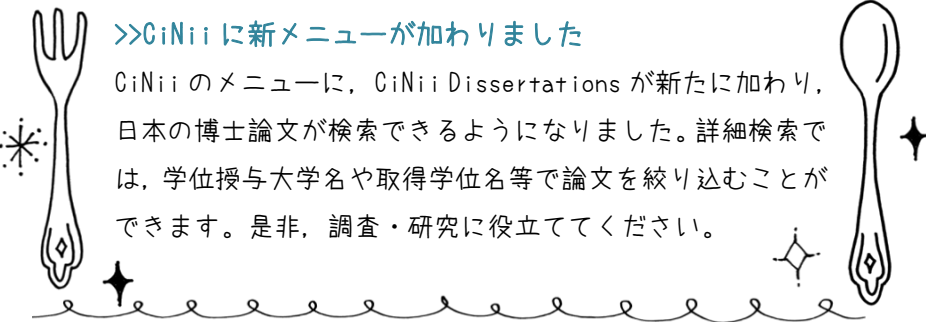 >>CiNiiに新メニューが加わりました
CiNiiのメニューに，CiNii Dissertationsが新たに加わり，
日本の博士論文が検索できるようになりました。詳細検索で
は，学位授与大学名や取得学位名等で論文を絞り込むことが
できます。是非，調査・研究に役立ててください。